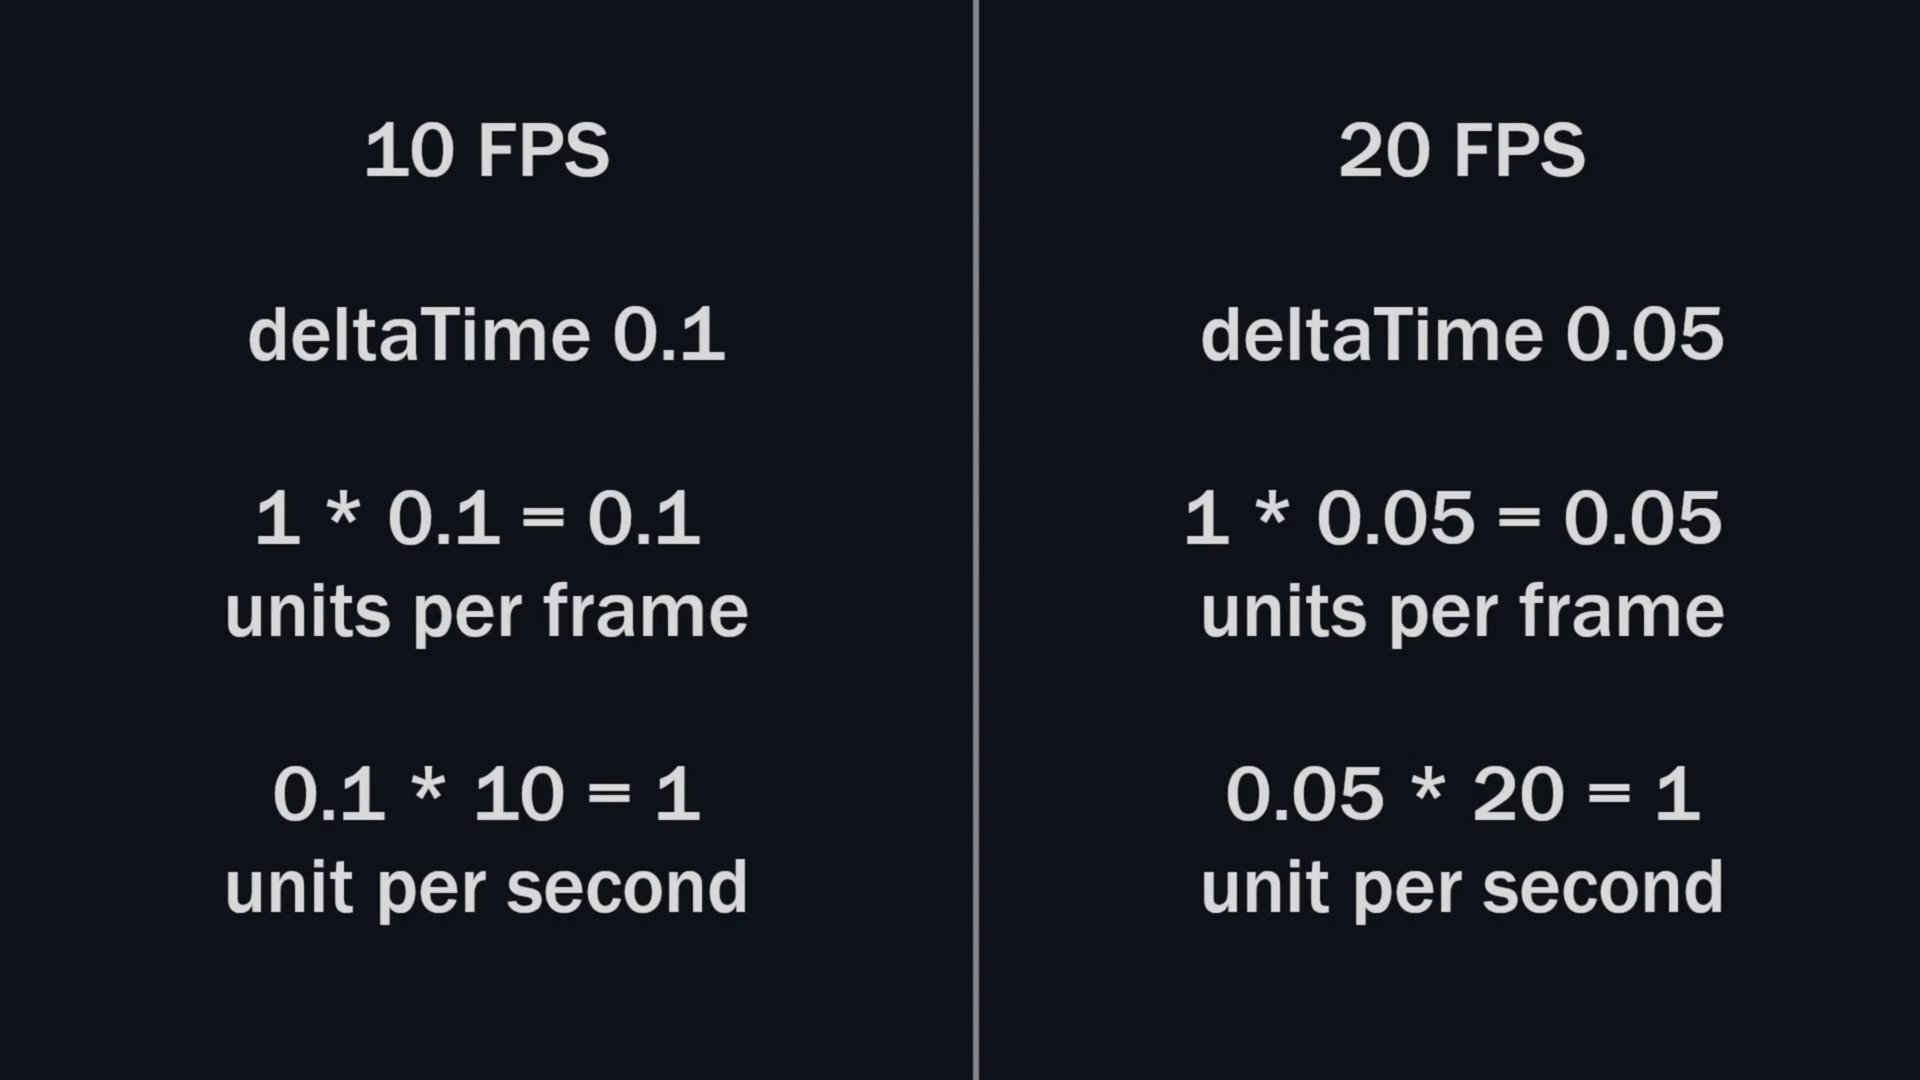 10 FPS
deltaTime 0.1
1 * 0.1 = 0.1
units per frame
0.1 * 10 = 1
unit per second
20 FPS
deltaTime 0.05
1 * 0.05 = 0.05
units per frame
0.05 * 20 = 1
unit per second